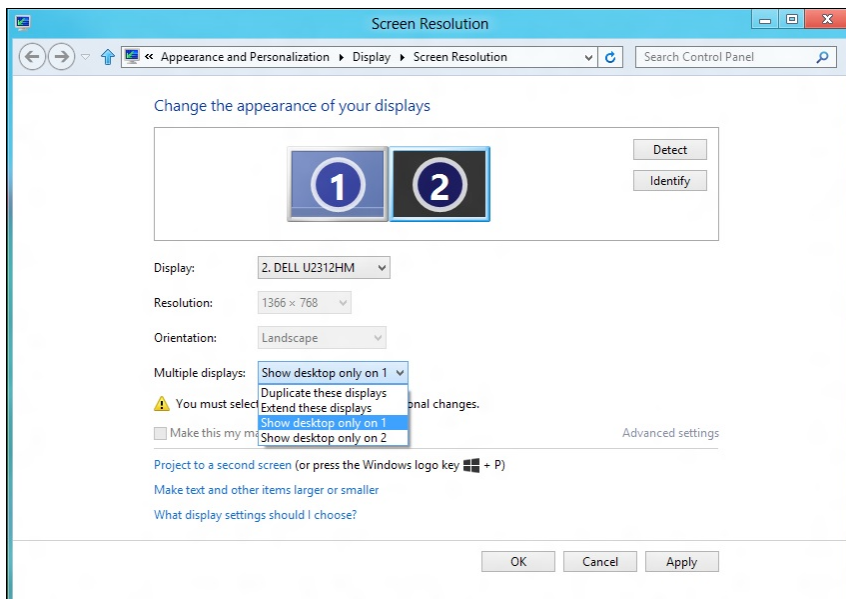 Screen Resolution
« Appearance and Personalization ▸ Display ▸ Screen Resolution
Search Control Panel
Change the appearance of your displays
1 2
Detect
Identify
Display: 2. DELL U2312HM
Resolution: 1366 × 768
Orientation: Landscape
Multiple displays: Show desktop only on 1
Duplicate these displays
You must selec onal changes.
Extend these displays
Show desktop only on 1
Make this my ma Advanced settings
Show desktop only on 2
Project to a second screen (or press the Windows logo key + P)
Make text and other items larger or smaller
What display settings should I choose?
OK Cancel Apply